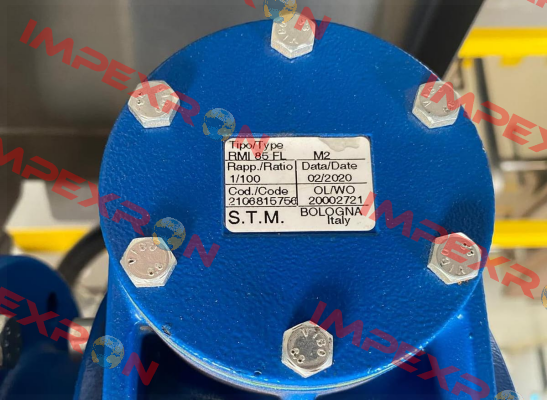 Tipo/Type
RMI 85 FL M2
Rapp./Ratio Data/Date
1/100 02/2020
Cod./Code OL/WO
2106815756 20002721
S.T.M. BOLOGNA
Italy
IMPEXRON
IMPEXRON
IMPEXRON
IMPEXRON